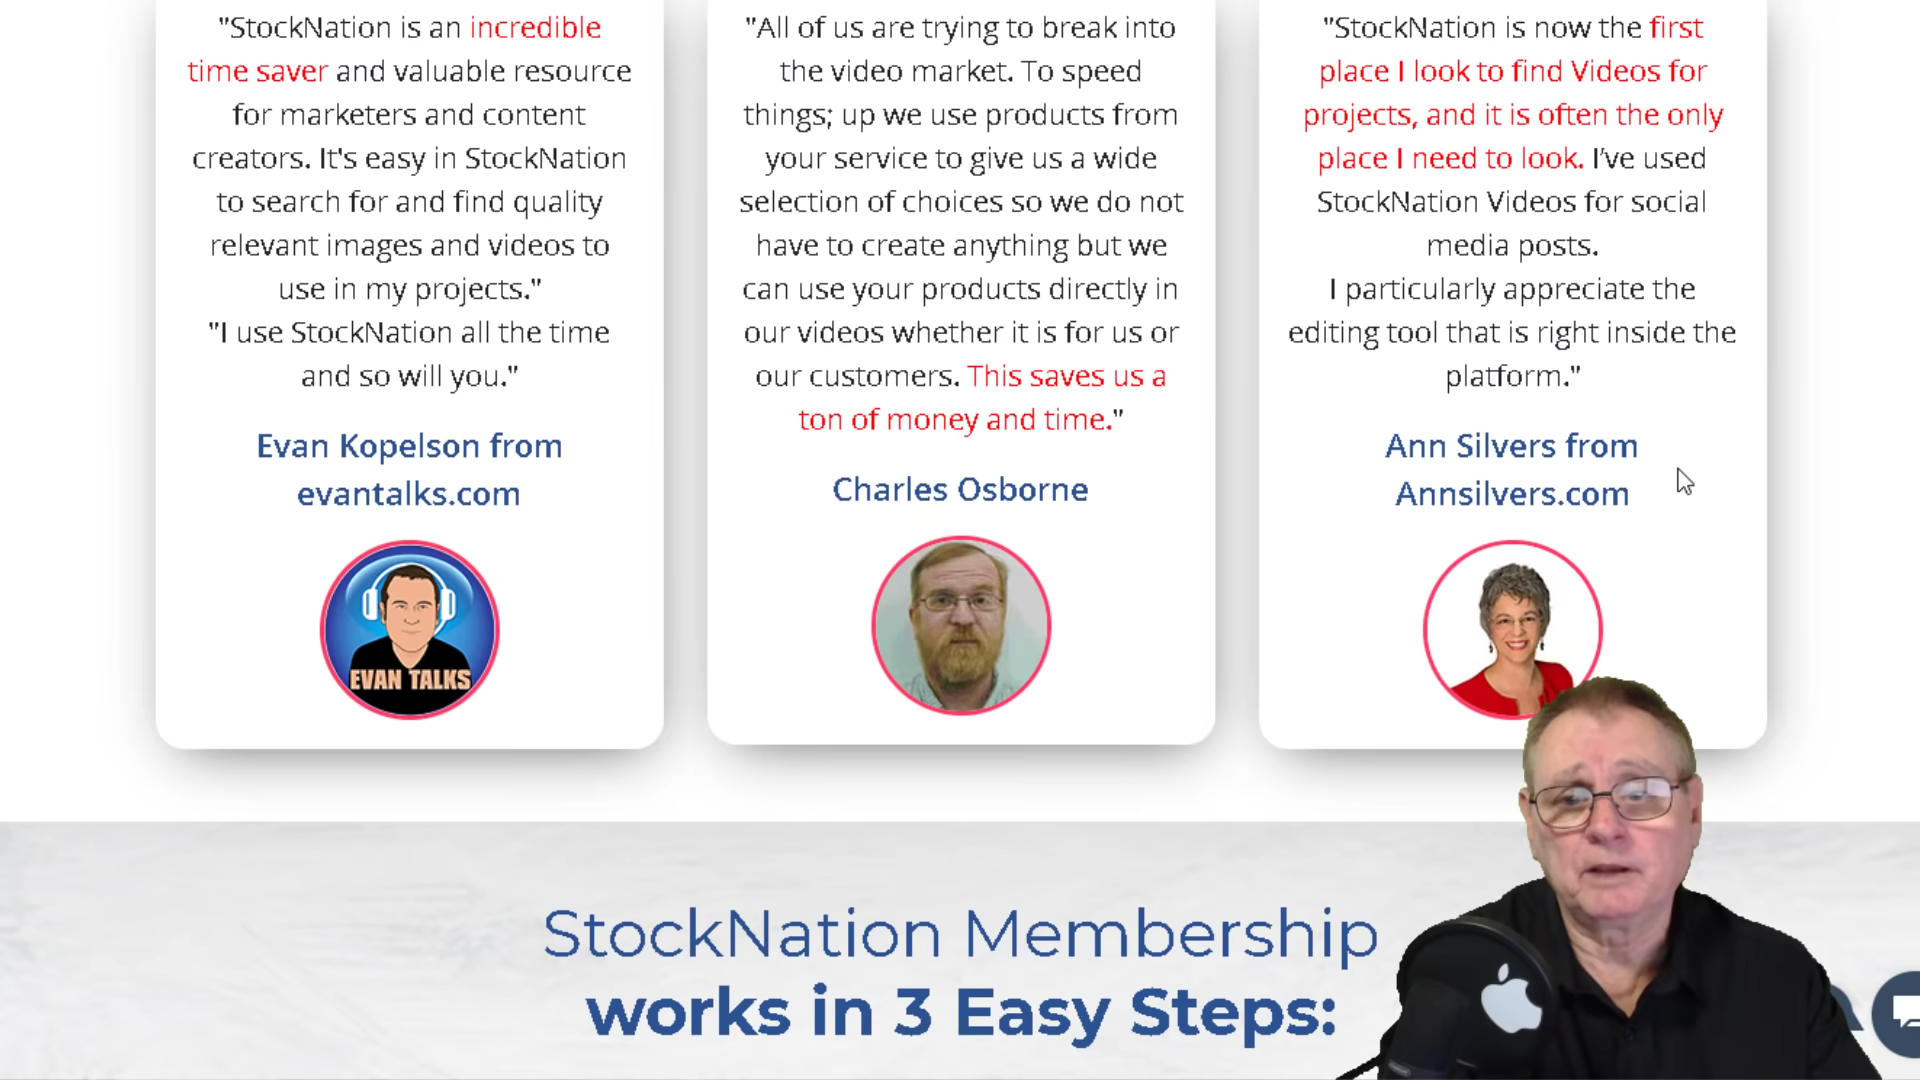 "StockNation is an incredible
time saver and valuable resource
for marketers and content
creators. It's easy in StockNation
to search for and find quality
relevant images and videos to
use in my projects."
"I use StockNation all the time
and so will you."
Evan Kopelson from
evantalks.com
EVAN TALKS
"All of us are trying to break into
the video market. To speed
things; up we use products from
your service to give us a wide
selection of choices so we do not
have to create anything but we
can use your products directly in
our videos whether it is for us or
our customers. This saves us a
ton of money and time."
Charles Osborne
"StockNation is now the first
place I look to find Videos for
projects, and it is often the only
place I need to look. I've used
StockNation Videos for social
media posts.
I particularly appreciate the
editing tool that is right inside the
platform."
Ann Silvers from
Annsilvers.com
StockNation Membership
works in 3 Easy Steps: